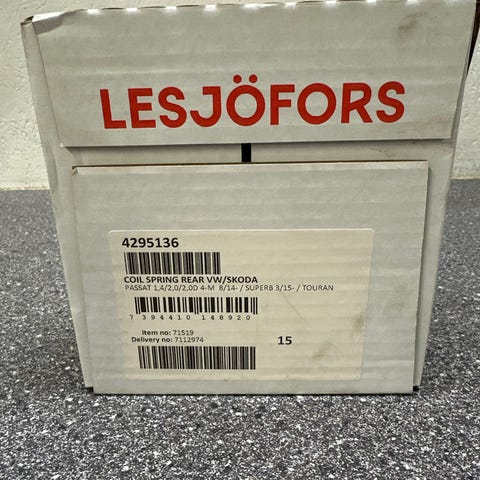 LESJÖFORS
4295136
COIL SPRING REAR VW/SKODA
PASSAT 1,4/2,0/2,0D 4-M 8/14- / SUPERB 3/15- / TOURAN
7 394410 148920
Item no: 71519
Delivery no: 7112974
15